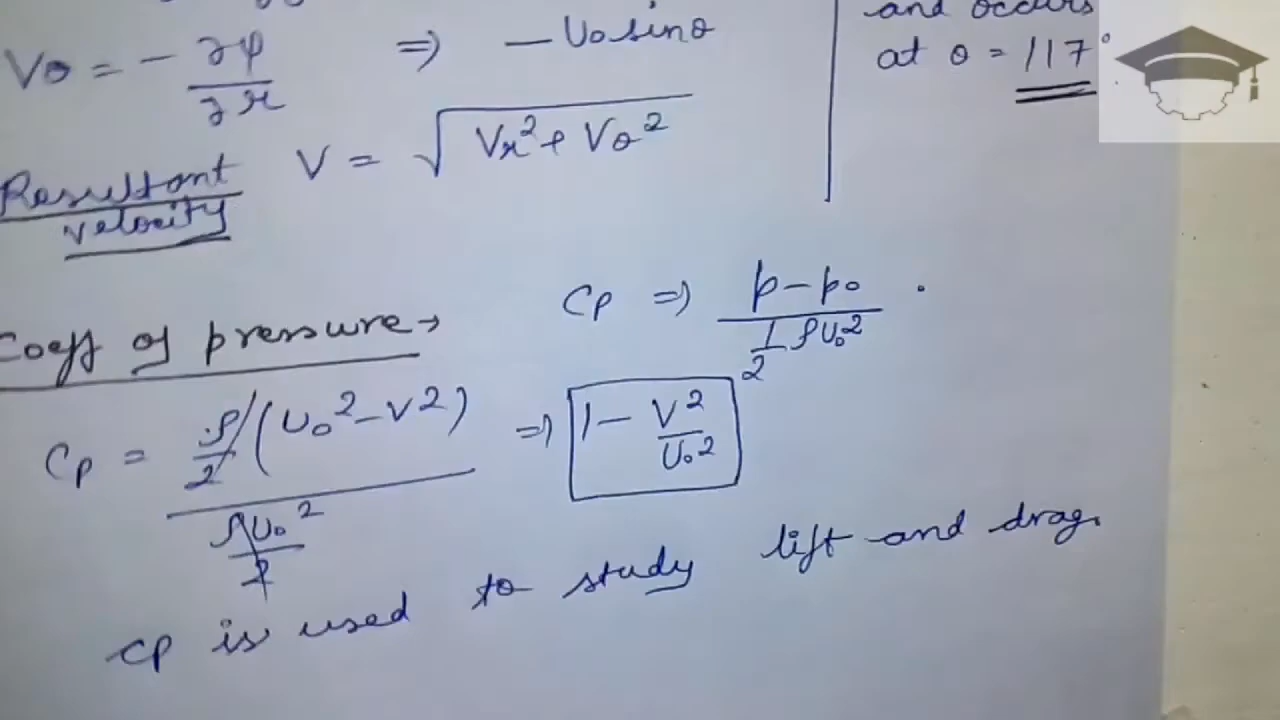 Vθ = - ∂ψ/∂r ⇒ - U₀ sinθ
Resultant velocity V = √(Vr² + Vθ²)
and occurs
at θ = 117°
Coeff of pressure → Cp ⇒ (p - p₀)/(1/2 ρU₀²) .
Cp = (ρ/2 (U₀² - V²))/(ρU₀²/2) ⇒ 1 - V²/U₀²
Cp is used to study lift and drag.